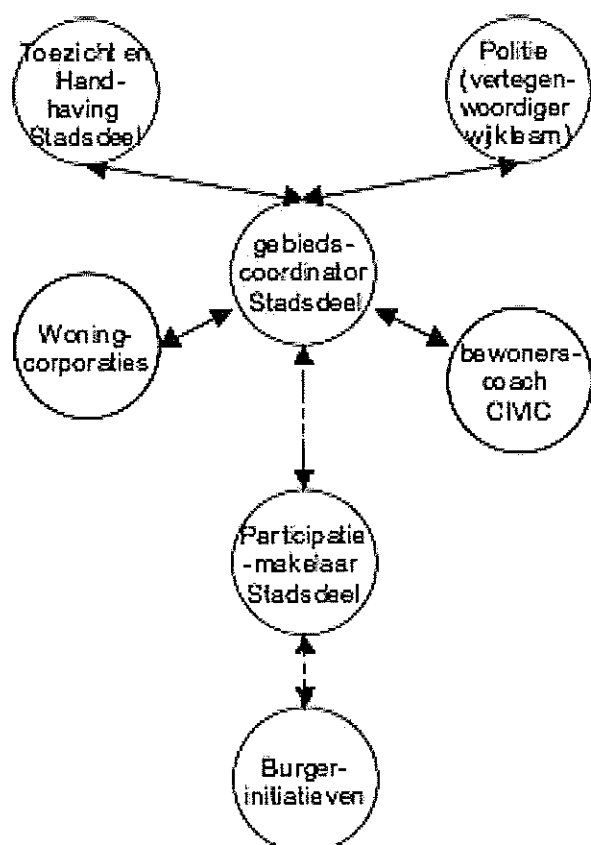 Toezicht en
Hand-
having
Stadsdeel
Politie
(vertegen-
woordiger
wijkteam)
gebieds-
coordinator
Stadsdeel
Woning-
corporaties
bewoners-
coach
CIVIC
Participatie
-makelaar
Stadsdeel
Burger-
initiatieven